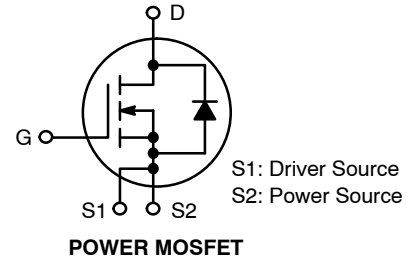 D
G
S1: Driver Source
S2: Power Source
S1 S2
POWER MOSFET